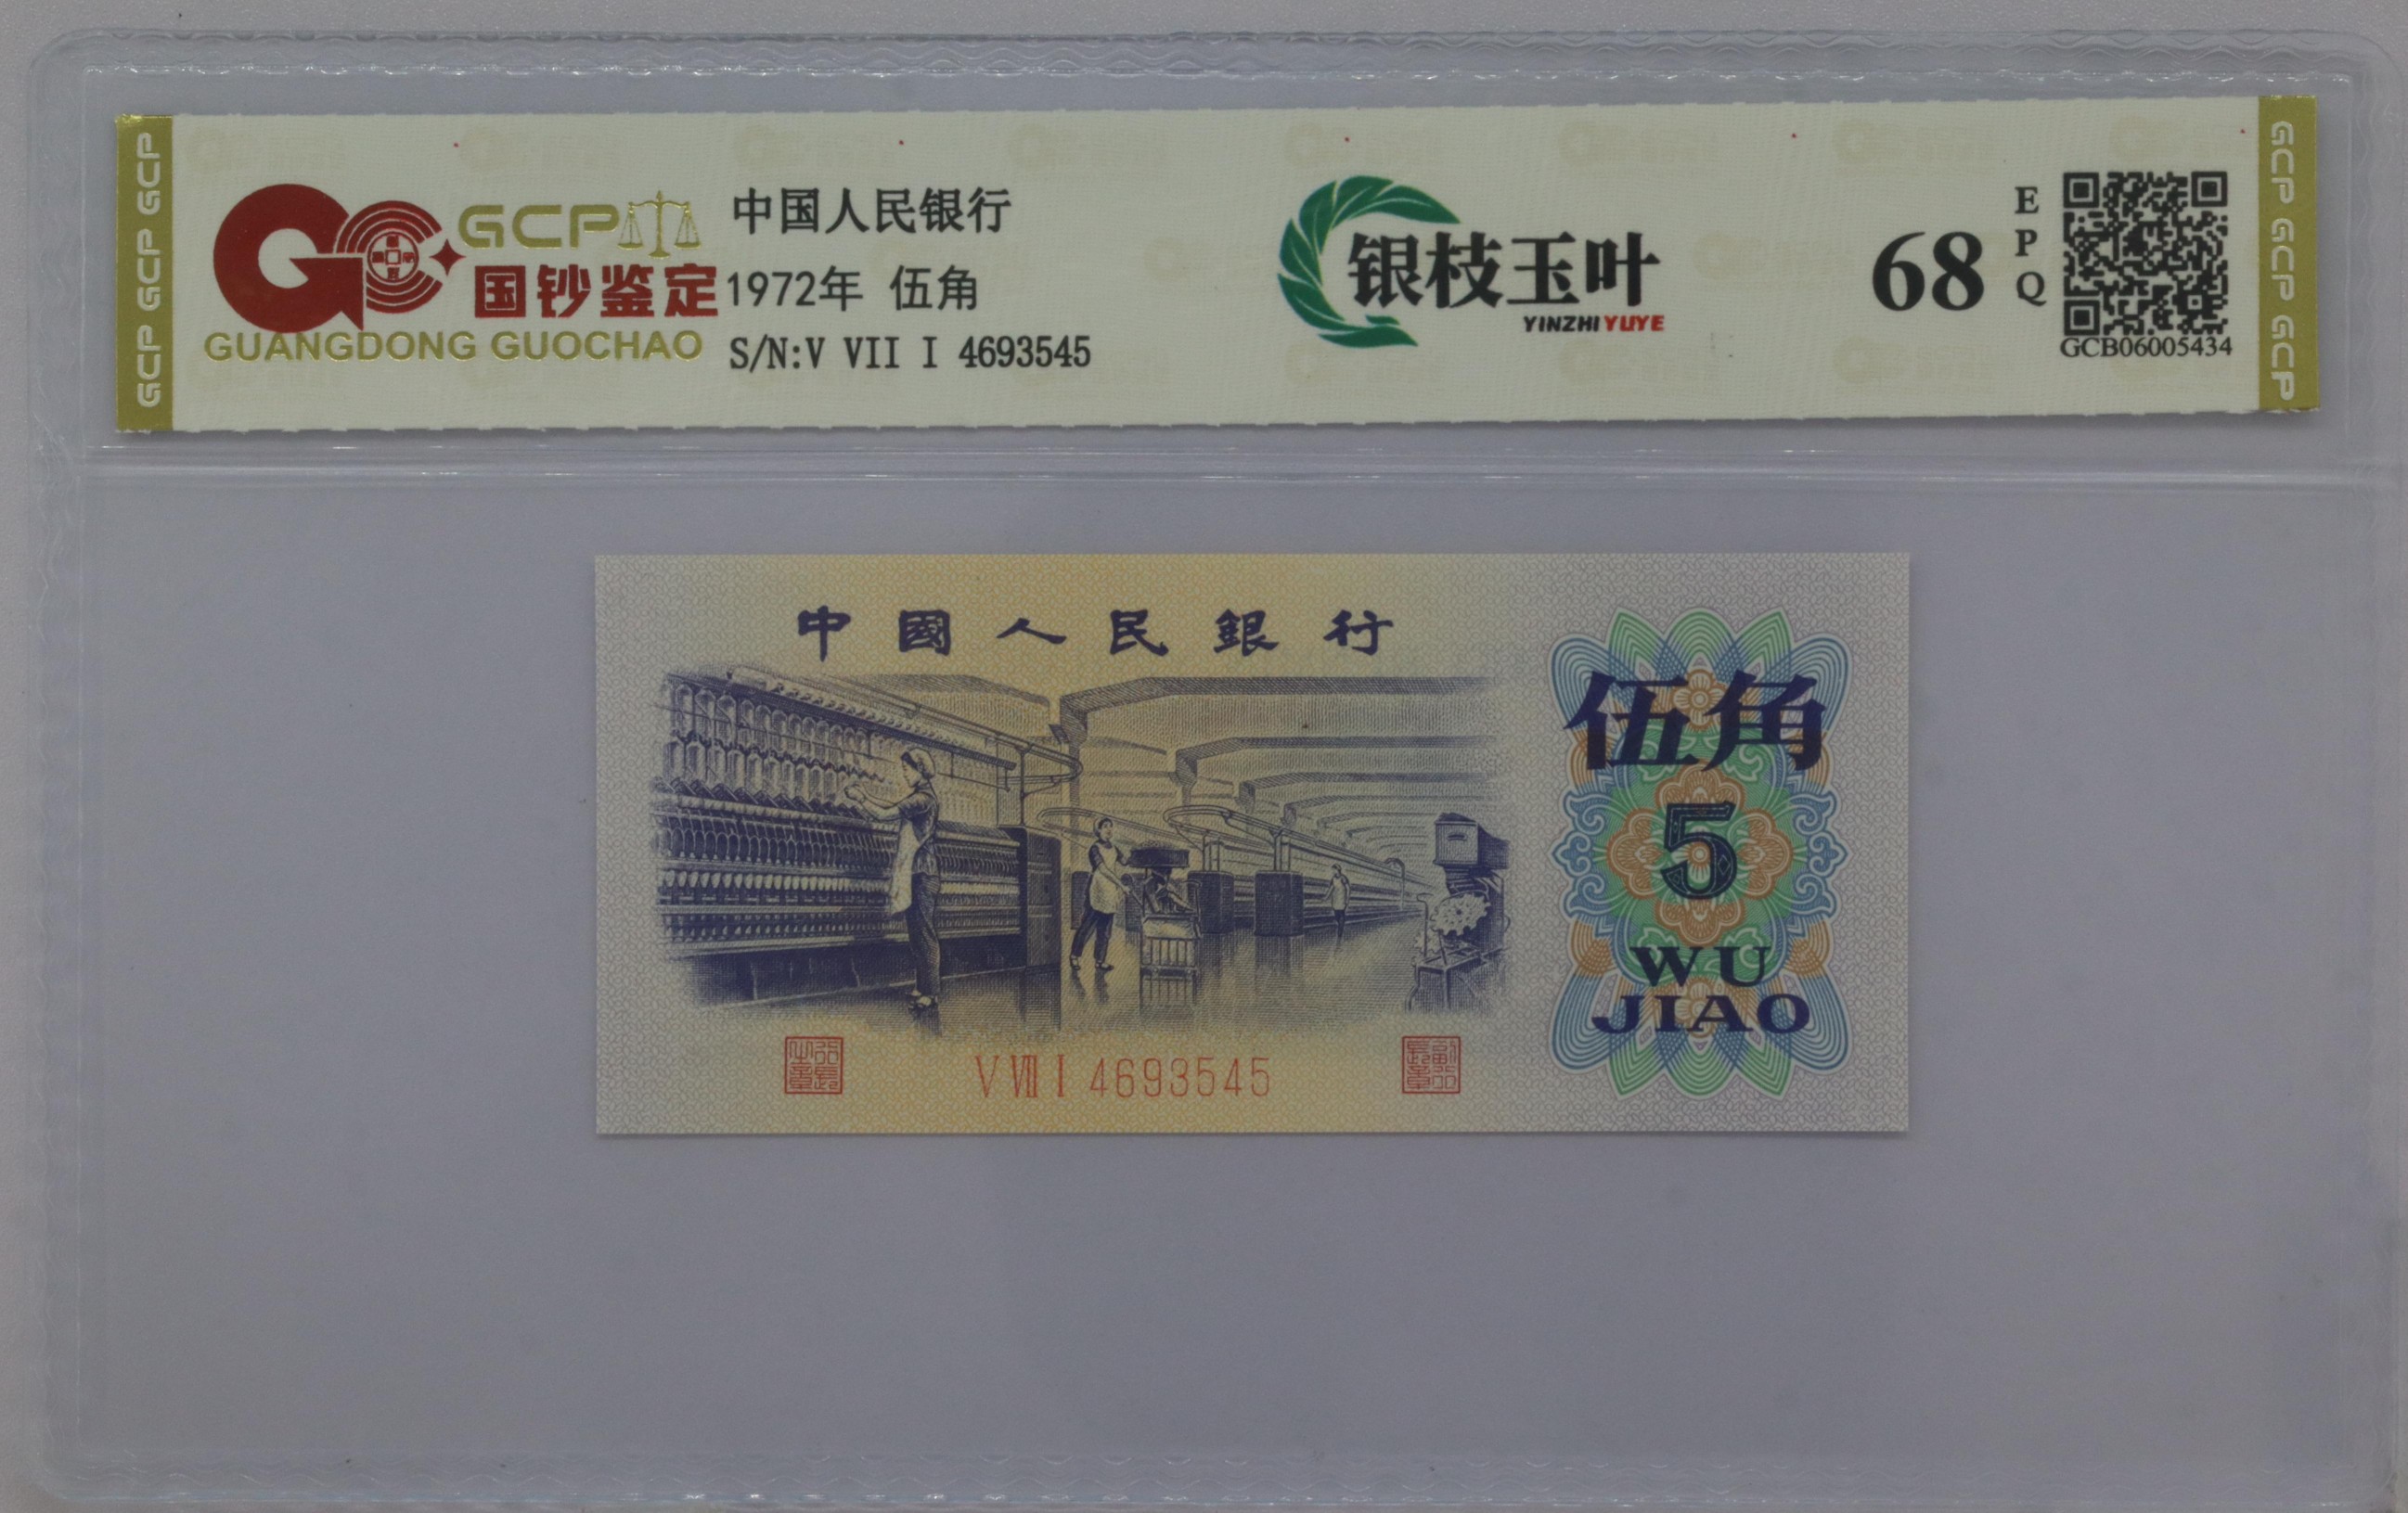 GCP GCP GCP
GCP
国钞鉴定
GUANGDONG GUOCHAO
中国人民银行
1972年 伍角
S/N:V VII I 4693545
银枝玉叶
YINZHI YUYE
68
EPQ
GCB06005434
GCP GCP GCP
中國人民銀行
伍角
5
WU
JIAO
V VII I 4693545